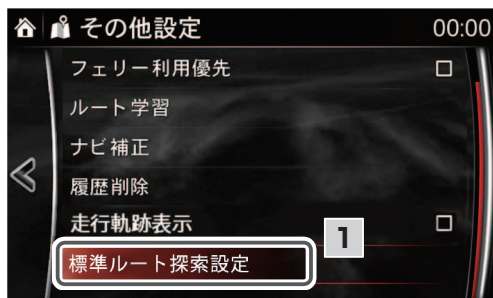 その他設定 00:00
フェリー利用優先
ルート学習
ナビ補正
履歴削除
走行軌跡表示
1
標準ルート探索設定